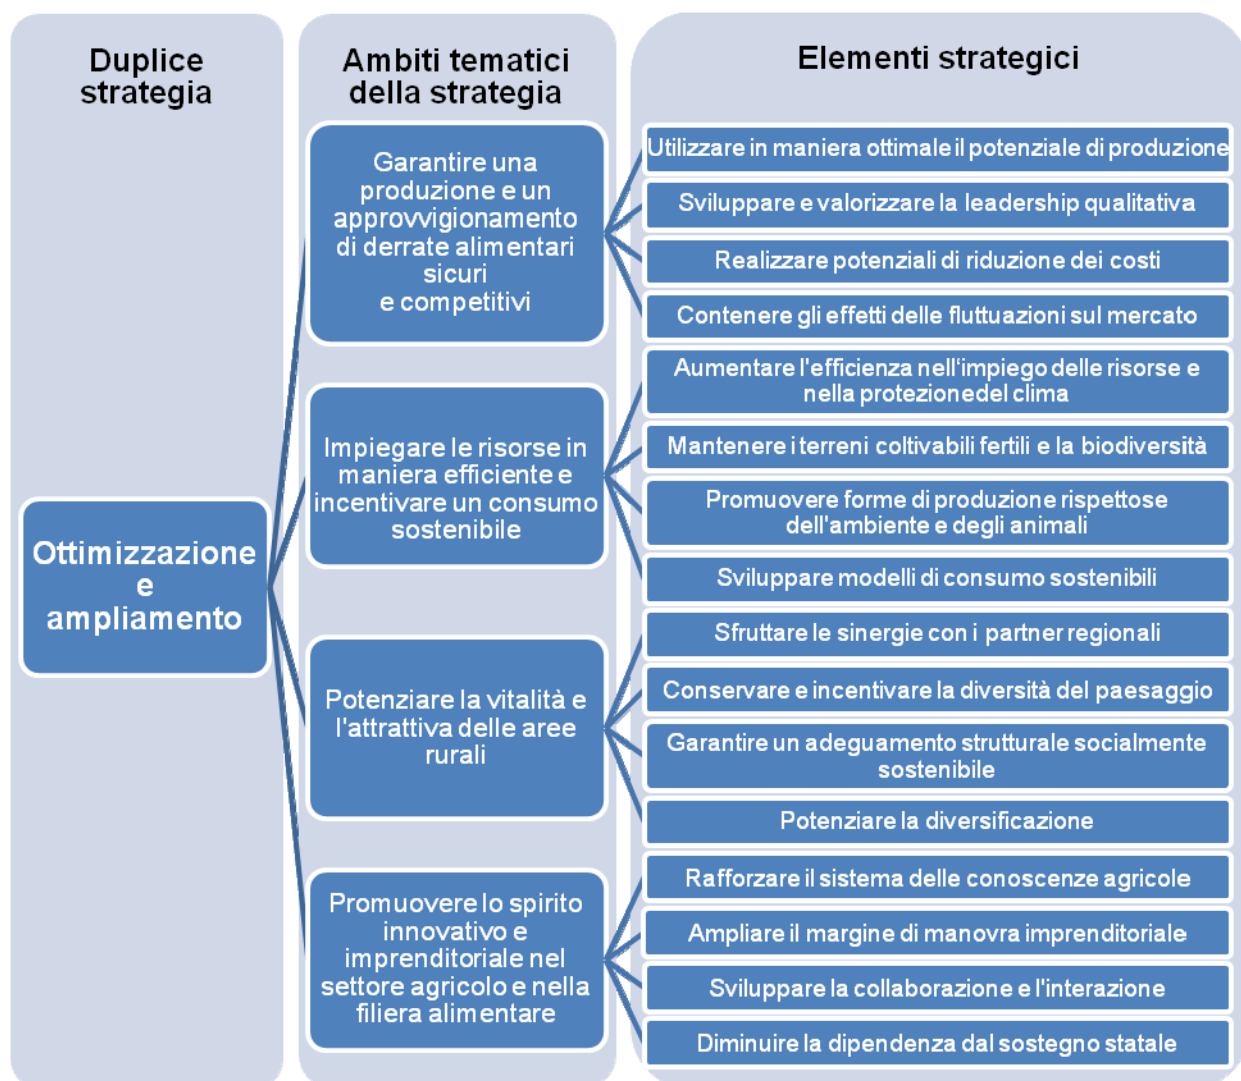 Duplice
strategia
Ottimizzazione
e
ampliamento
Ambiti tematici
della strategia
Garantire una
produzione e un
approvvigionamento
di derrate alimentari
sicuri
e competitivi
Impiegare le risorse in
maniera efficiente e
incentivare un consumo
sostenibile
Potenziare la vitalità e
l'attrattiva delle aree
rurali
Promuovere lo spirito
innovativo e
imprenditoriale nel
settore agricolo e nella
filiera alimentare
Elementi strategici
Utilizzare in maniera ottimale il potenziale di produzione
Sviluppare e valorizzare la leadership qualitativa
Realizzare potenziali di riduzione dei costi
Contenere gli effetti delle fluttuazioni sul mercato
Aumentare l'efficienza nell'impiego delle risorse e
nella protezionedel clima
Mantenere i terreni coltivabili fertili e la biodiversità
Promuovere forme di produzione rispettose
dell'ambiente e degli animali
Sviluppare modelli di consumo sostenibili
Sfruttare le sinergie con i partner regionali
Conservare e incentivare la diversità del paesaggio
Garantire un adeguamento strutturale socialmente
sostenibile
Potenziare la diversificazione
Rafforzare il sistema delle conoscenze agricole
Ampliare il margine di manovra imprenditoriale
Sviluppare la collaborazione e l'interazione
Diminuire la dipendenza dal sostegno statale